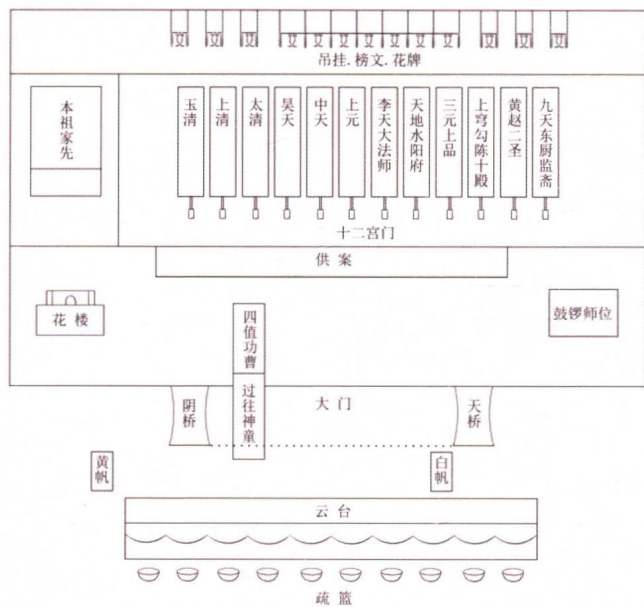 吊挂.榜文.花牌
本祖家先
玉清
上清
太清
昊天
中天
上元
李天大法师
天地水阳府
三元上品
上穹勾陈十殿
黄赵二圣
九天东厨监斋
十二宫门
供案
花楼
四值功曹
鼓锣师位
阴桥
过往神童
大门
天桥
黄帆
白帆
云台
疏篮